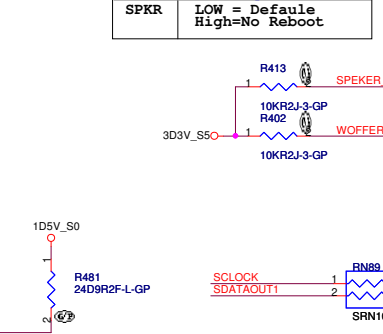 SPKR LOW = Defaule
High=No Reboot
R413
1
SPEKER
10KR2J-3-GP
R402
3D3V_S5
1
WOFFER
10KR2J-3-GP
1D5V_S0
1
R481
24D9R2F-L-GP
2
SCLOCK
1
RN89
SDATAOUT1
2
SRN10